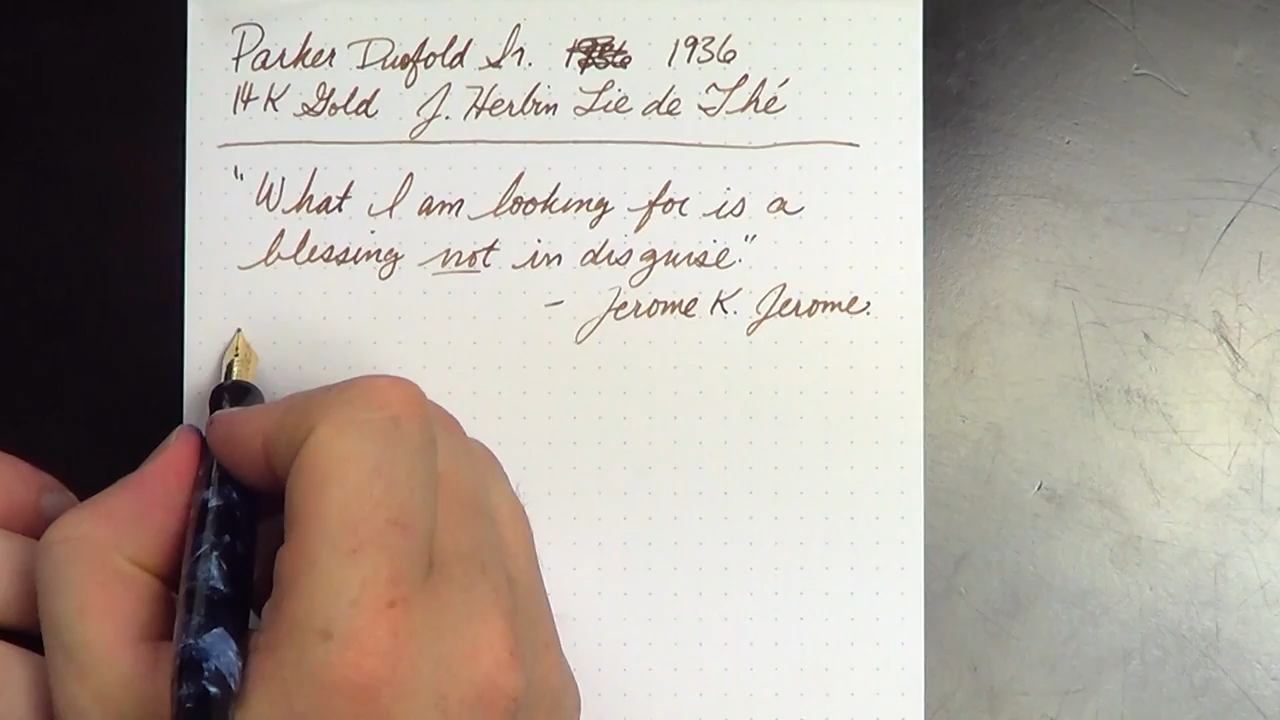 Parker Duofold Sr. 1936
14K Gold J. Herbin Lie de Thé
"What I am looking for is a
blessing not in disguise."
- Jerome K. Jerome.